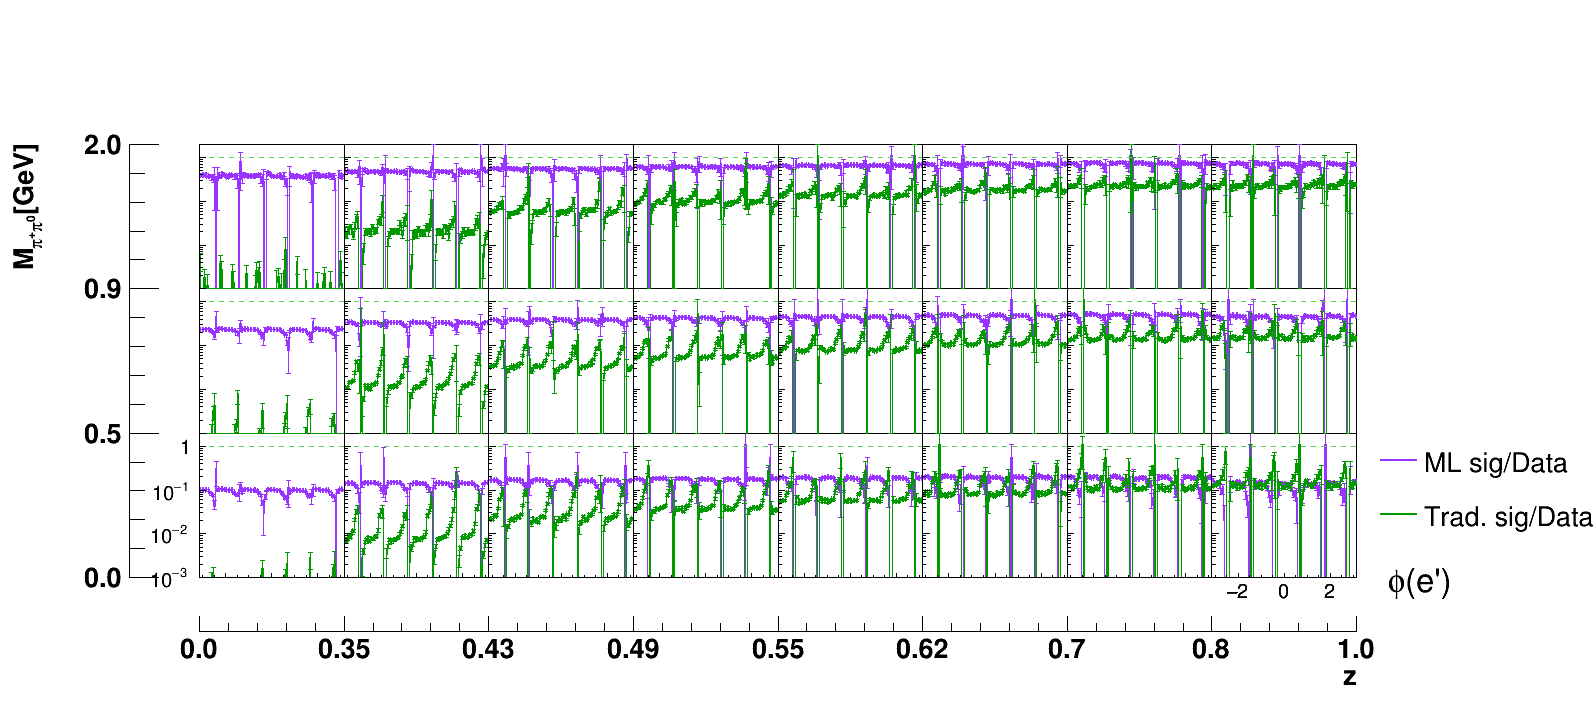 M π⁺π⁰ [GeV]
2.0
0.9
0.5
0.0
1
10⁻¹
10⁻²
10⁻³
ML sig/Data
Trad. sig/Data
−2 0 2
ϕ(e')
0.0 0.35 0.43 0.49 0.55 0.62 0.7 0.8 1.0
z